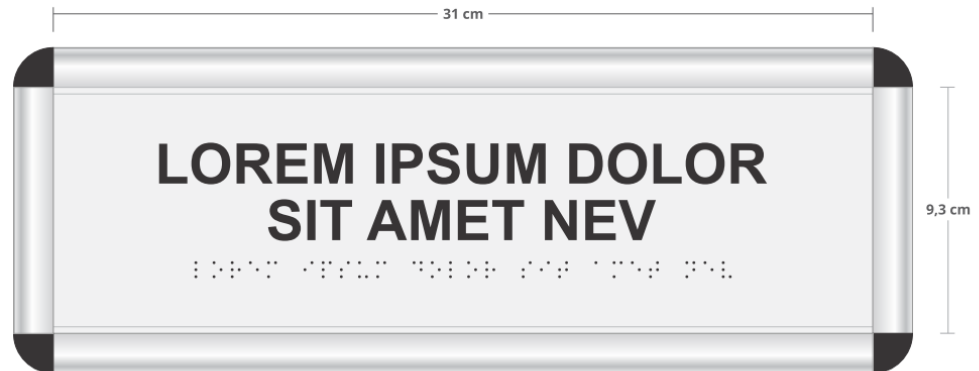 31 cm
LOREM IPSUM DOLOR
SIT AMET NEV
9,3 cm
⠇⠕⠗⠑⠍ ⠊⠏⠎⠥⠍ ⠙⠕⠇⠕⠗ ⠎⠊⠞ ⠁⠍⠑⠞ ⠝⠑⠧